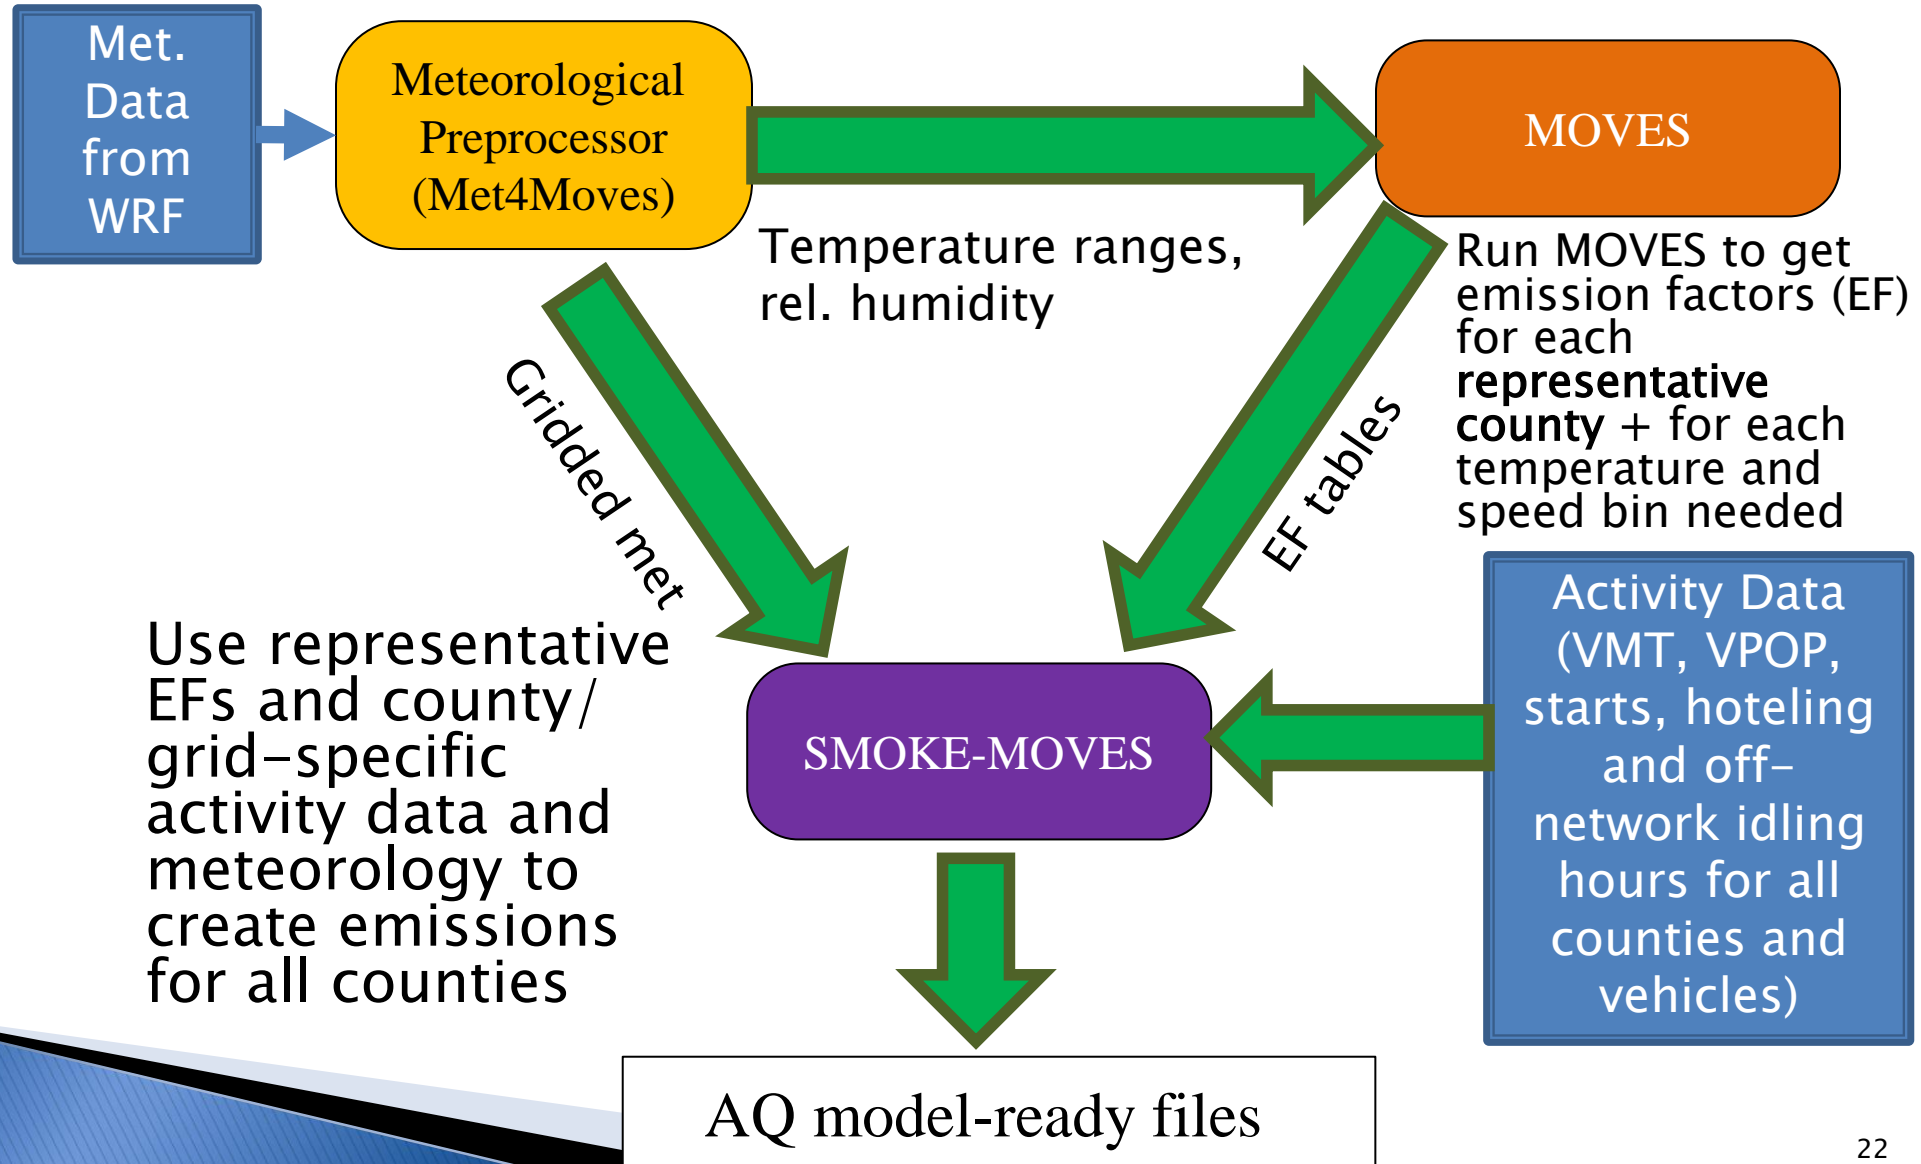 Met.
Data
from
WRF
Meteorological
Preprocessor
(Met4Moves)
MOVES
Temperature ranges,
rel. humidity
Run MOVES to get
emission factors (EF)
for each
representative
county + for each
temperature and
speed bin needed
Gridded met
EF tables
Use representative
EFs and county/
grid-specific
activity data and
meteorology to
create emissions
for all counties
SMOKE-MOVES
Activity Data
(VMT, VPOP,
starts, hoteling
and off-
network idling
hours for all
counties and
vehicles)
AQ model-ready files
22